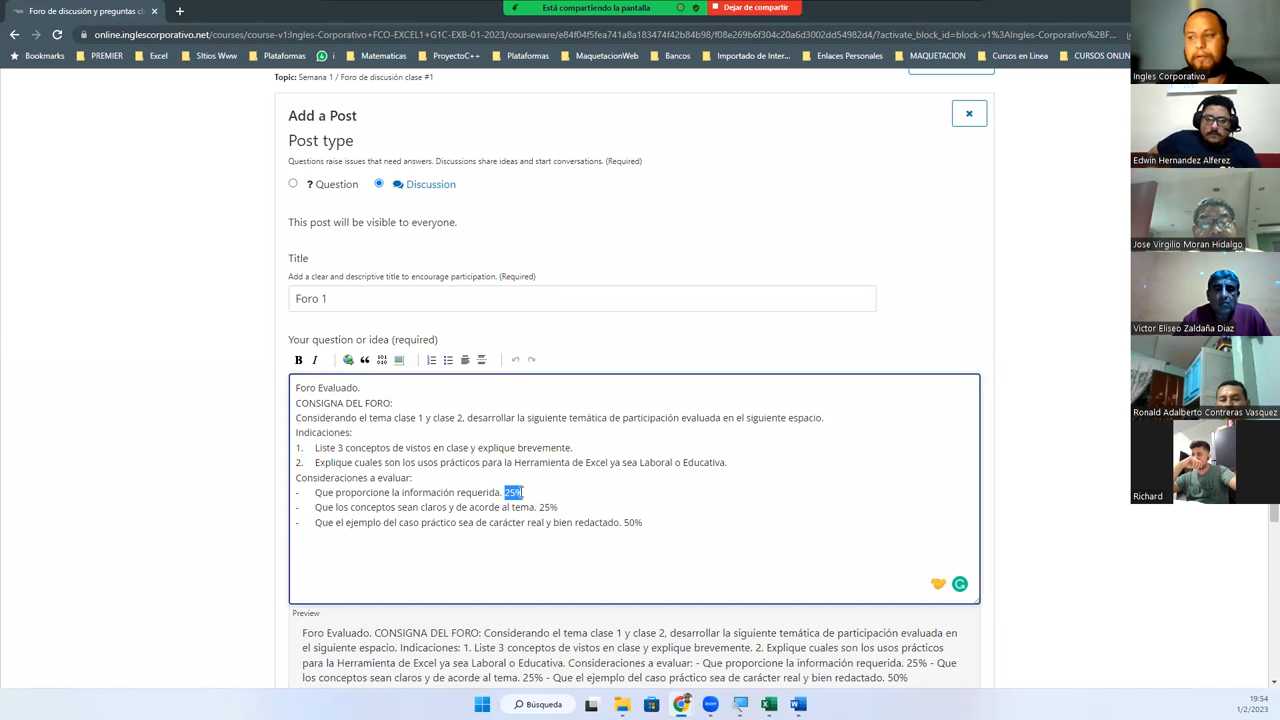 Foro de discusión y preguntas cl
Está compartiendo la pantalla
Dejar de compartir
online.inglescorporativo.net/courses/course-v1:Ingles-Corporativo+FCO-EXCEL1+G1C-EXB-01-2023/courseware/e84f04f5fea741a8a183474f42b84b98/f08e269b6f304c20a6d3002dd54982d4/?activate_block_id=block-v1%3AIngles-Corporativo%2BF...
Bookmarks PREMIER Excel SItios Www Plataformas i Matematicas ProyectoC++ Plataformas MaquetacionWeb Bancos Importado de Inter... Enlaces Personales MAQUETACION Cursos en Linea CURSOS ONLIN
Topic: Semana 1 / Foro de discusión clase #1
Add a Post
Post type
Questions raise issues that need answers. Discussions share ideas and start conversations. (Required)
? Question Discussion
This post will be visible to everyone.
Title
Add a clear and descriptive title to encourage participation. (Required)
Foro 1
Your question or idea (required)
B I
Foro Evaluado.
CONSIGNA DEL FORO:
Considerando el tema clase 1 y clase 2, desarrollar la siguiente temática de participación evaluada en el siguiente espacio.
Indicaciones:
1. Liste 3 conceptos de vistos en clase y explique brevemente.
2. Explique cuales son los usos prácticos para la Herramienta de Excel ya sea Laboral o Educativa.
Consideraciones a evaluar:
- Que proporcione la información requerida. 25%
- Que los conceptos sean claros y de acorde al tema. 25%
- Que el ejemplo del caso práctico sea de carácter real y bien redactado. 50%
Preview
Foro Evaluado. CONSIGNA DEL FORO: Considerando el tema clase 1 y clase 2, desarrollar la siguiente temática de participación evaluada en
el siguiente espacio. Indicaciones: 1. Liste 3 conceptos de vistos en clase y explique brevemente. 2. Explique cuales son los usos prácticos
para la Herramienta de Excel ya sea Laboral o Educativa. Consideraciones a evaluar: - Que proporcione la información requerida. 25% - Que
los conceptos sean claros y de acorde al tema. 25% - Que el ejemplo del caso práctico sea de carácter real y bien redactado. 50%
Ingles Corporativo
Edwin Hernandez Alferez
Jose Virgilio Moran Hidalgo
Victor Eliseo Zaldaña Diaz
Ronald Adalberto Contreras Vasquez
Richard
Búsqueda
19:54
1/2/2023